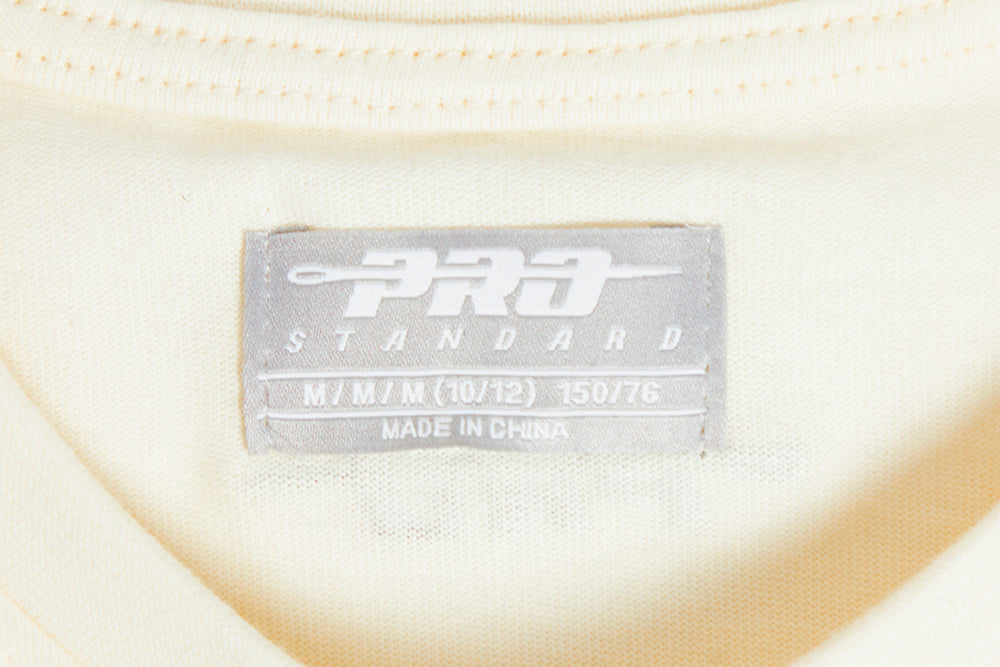 PRO
STANDARD
M/M/M (10/12) 150/76
MADE IN CHINA